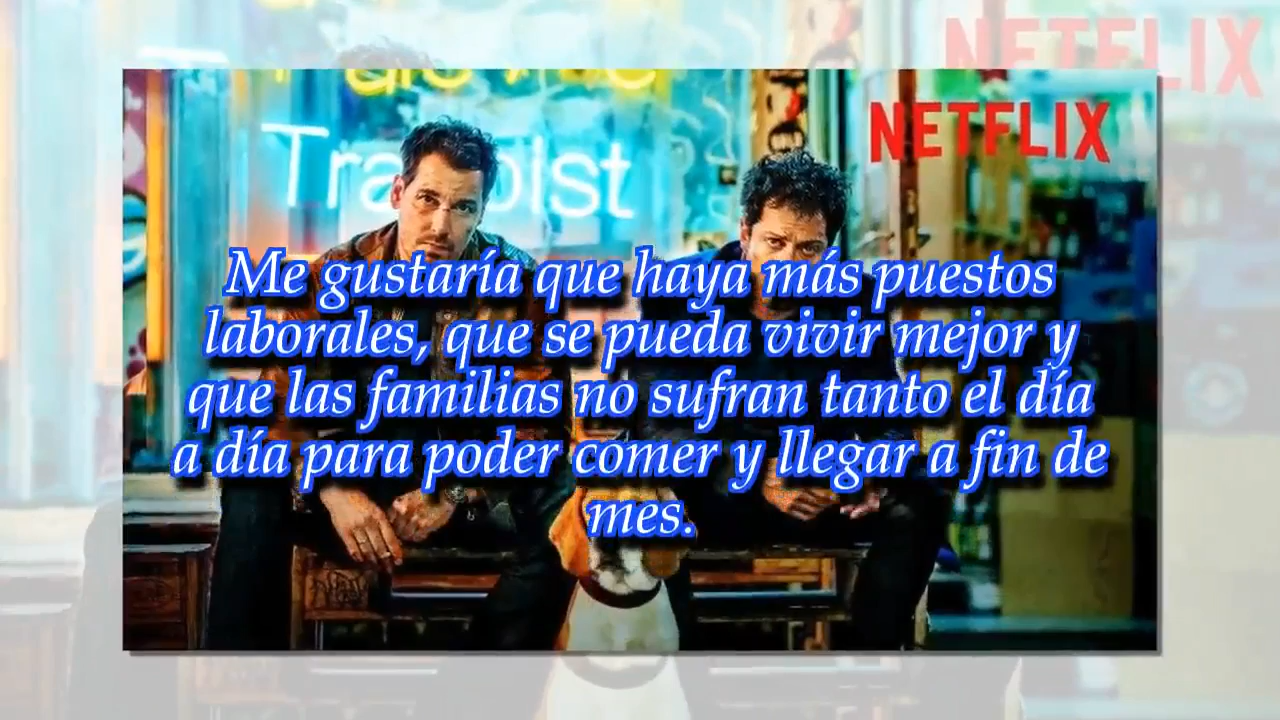 NETFLIX
NETFLIX
Me gustaría que haya más puestos
laborales, que se pueda vivir mejor y
que las familias no sufran tanto el día
a día para poder comer y llegar a fin de
mes.